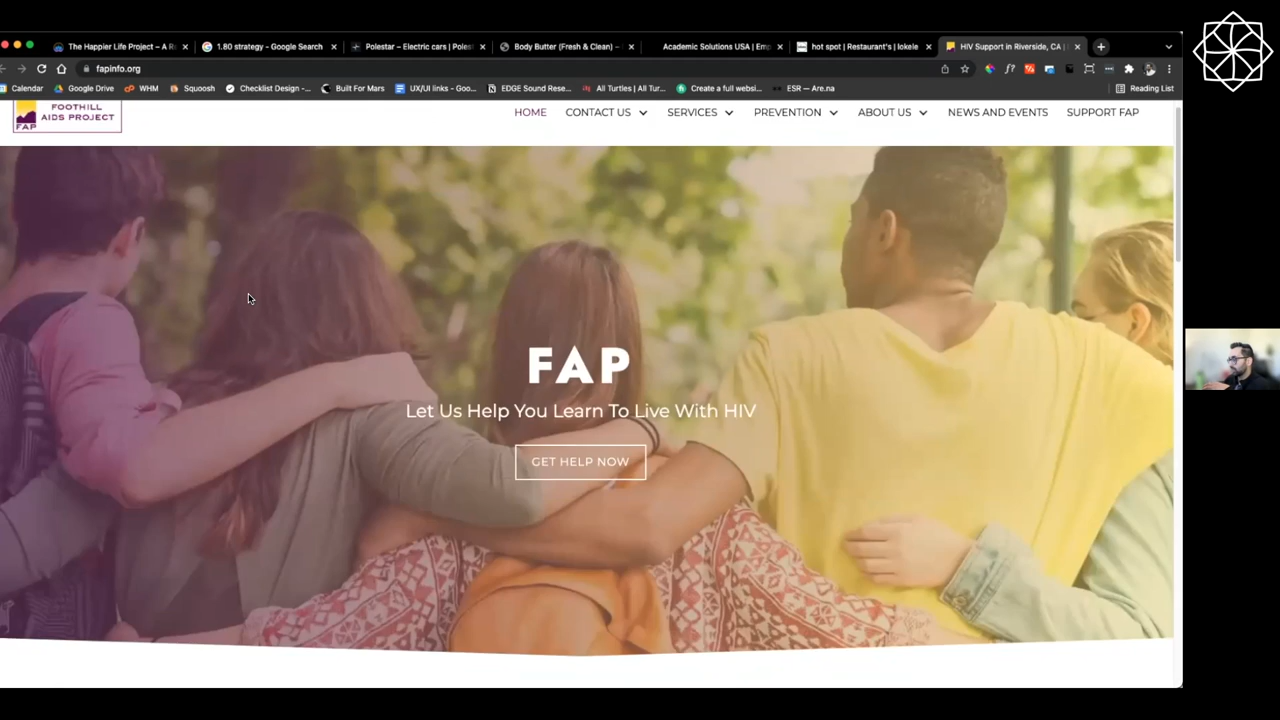 The Happier Life Project – A R
1.80 strategy - Google Search
Polestar – Electric cars | Poles
Body Butter (Fresh & Clean) –
Academic Solutions USA | Emp
hot spot | Restaurant's | lokele
HIV Support in Riverside, CA |
fapinfo.org
Calendar
Google Drive
WHM
Squoosh
Checklist Design -...
Built For Mars
UX/UI links - Goo...
EDGE Sound Rese...
All Turtles | All Tur...
Create a full websi...
ESR — Are.na
Reading List
FOOTHILL
AIDS PROJECT
FAP
HOME
CONTACT US
SERVICES
PREVENTION
ABOUT US
NEWS AND EVENTS
SUPPORT FAP
FAP
Let Us Help You Learn To Live With HIV
GET HELP NOW